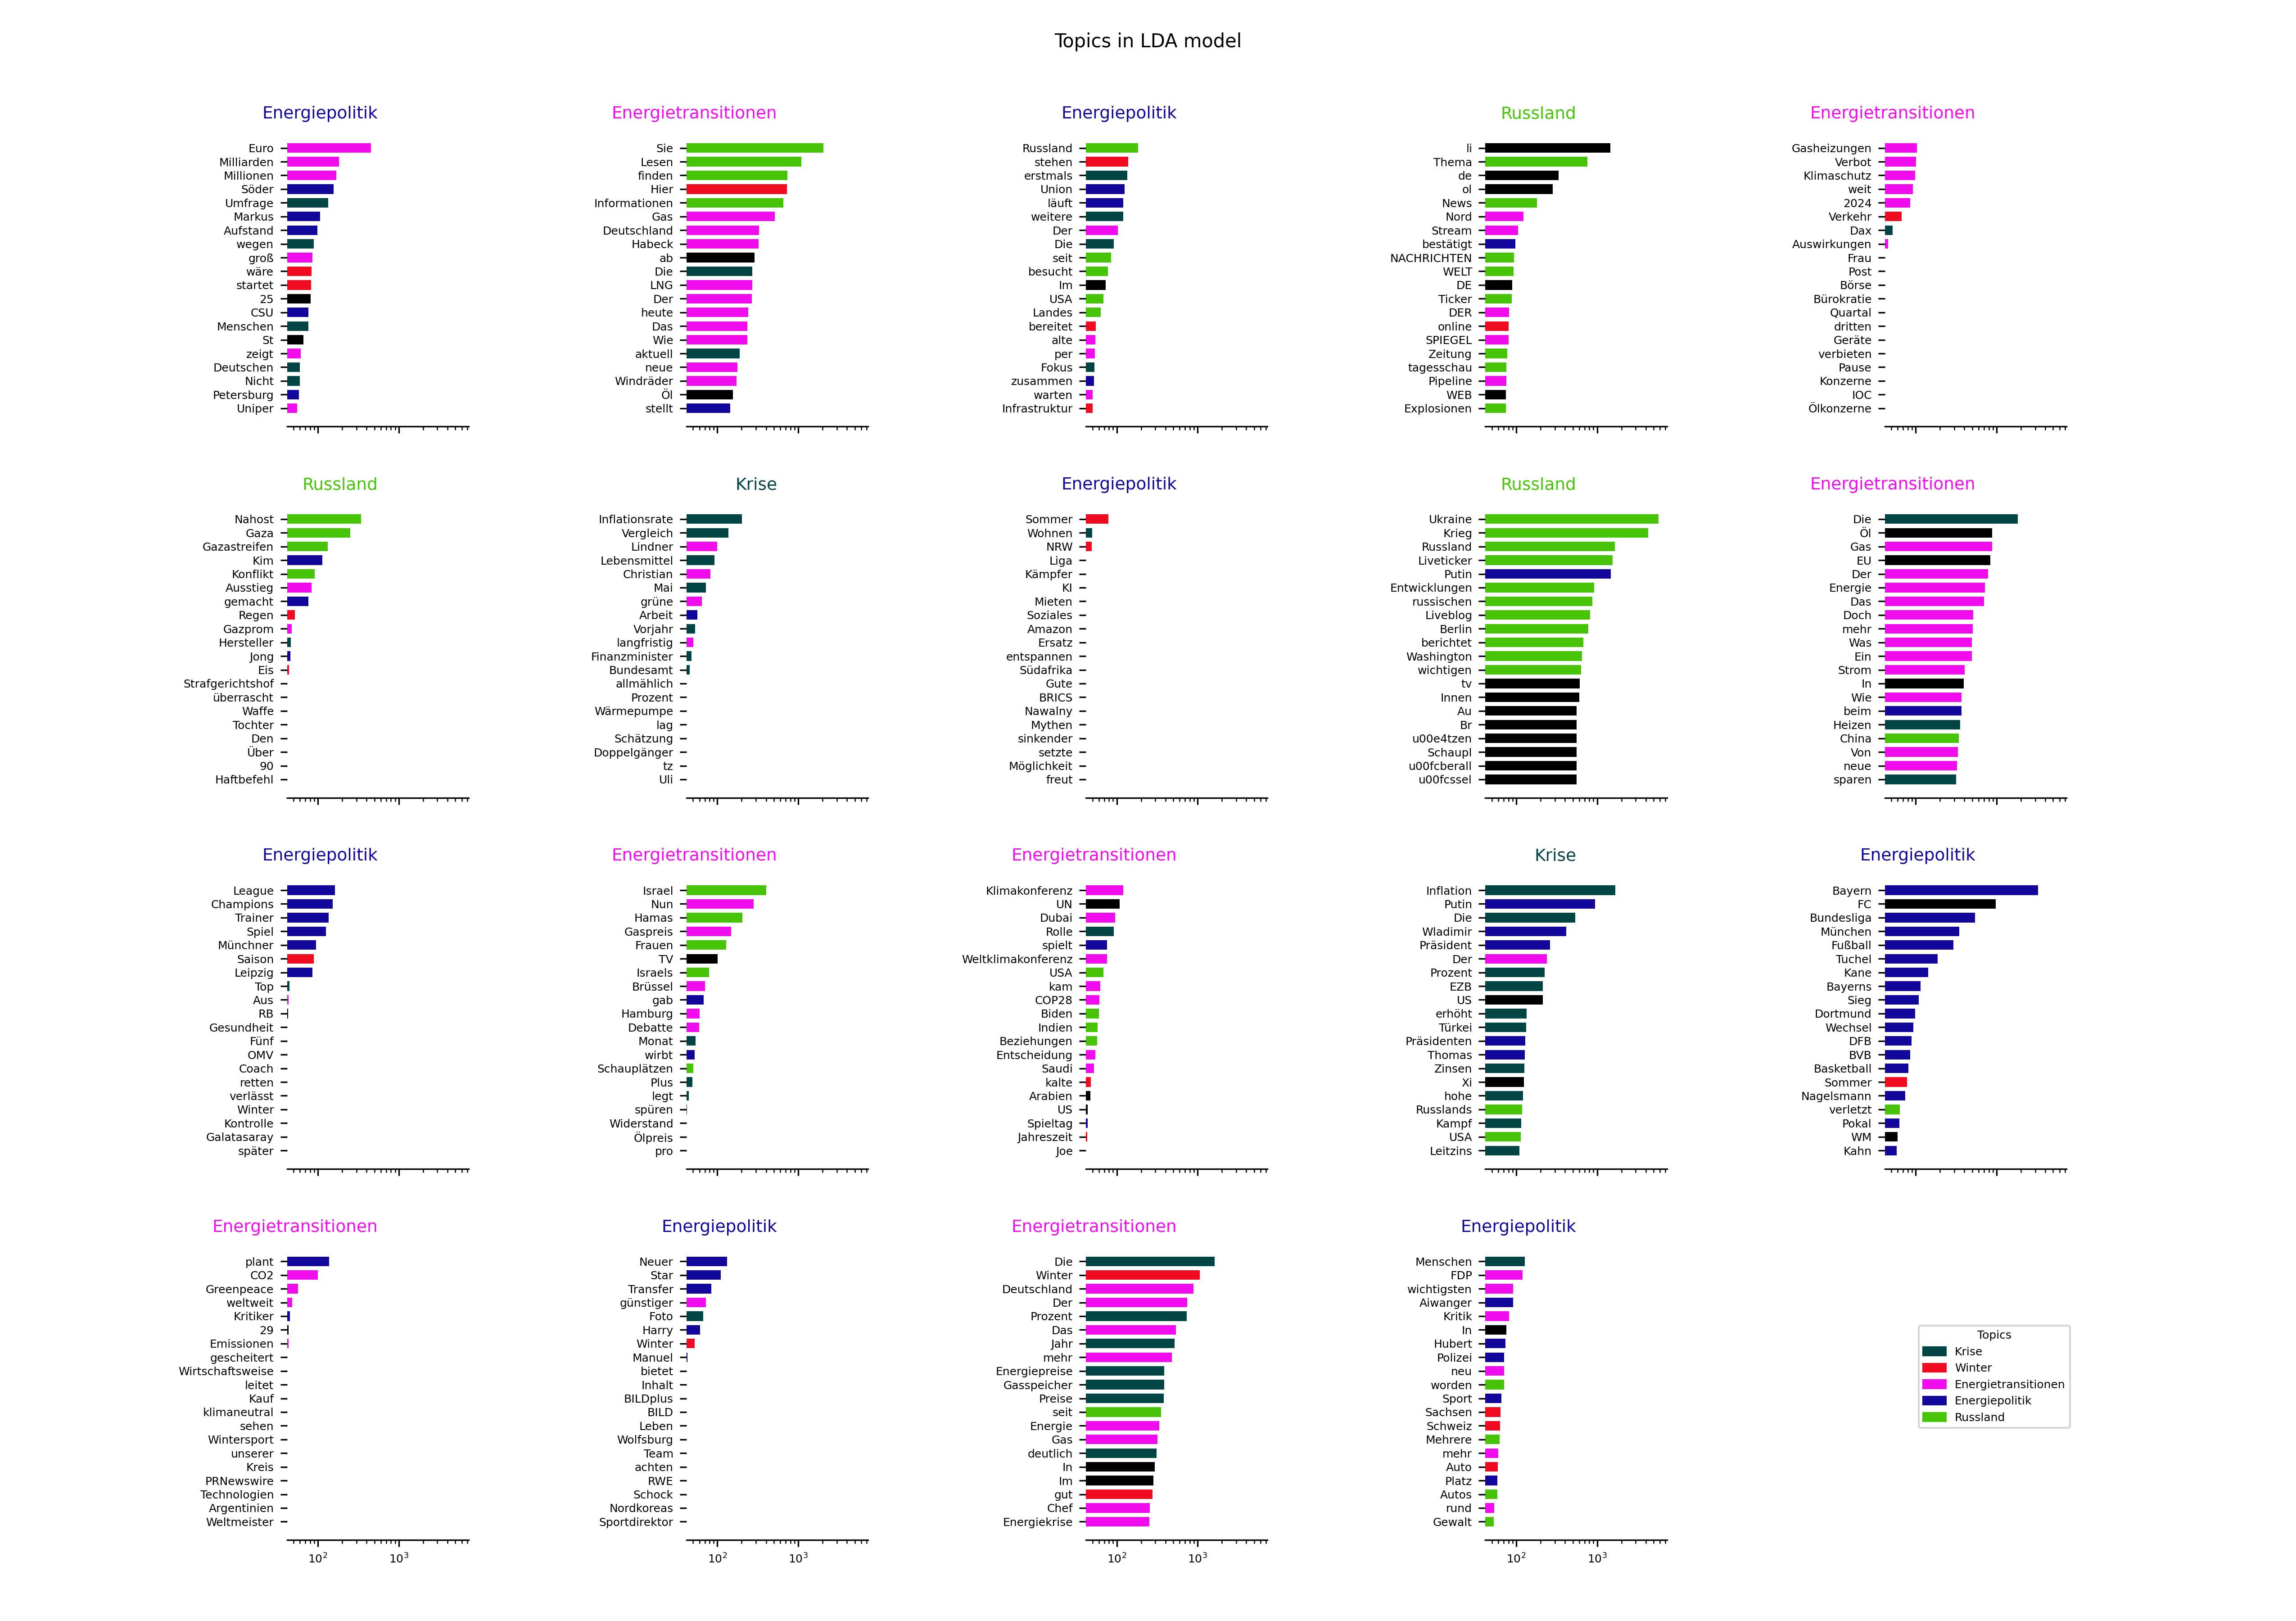 Topics in LDA model
Energiepolitik
Euro
Milliarden
Millionen
Söder
Umfrage
Markus
Aufstand
wegen
groß
wäre
startet
25
CSU
Menschen
St
zeigt
Deutschen
Nicht
Petersburg
Uniper
Energietransitionen
Sie
Lesen
finden
Hier
Informationen
Gas
Deutschland
Habeck
ab
Die
LNG
Der
heute
Das
Wie
aktuell
neue
Windräder
Öl
stellt
Energiepolitik
Russland
stehen
erstmals
Union
läuft
weitere
Der
Die
seit
besucht
Im
USA
Landes
bereitet
alte
per
Fokus
zusammen
warten
Infrastruktur
Russland
li
Thema
de
ol
News
Nord
Stream
bestätigt
NACHRICHTEN
WELT
DE
Ticker
DER
online
SPIEGEL
Zeitung
tagesschau
Pipeline
WEB
Explosionen
Energietransitionen
Gasheizungen
Verbot
Klimaschutz
weit
2024
Verkehr
Dax
Auswirkungen
Frau
Post
Börse
Bürokratie
Quartal
dritten
Geräte
verbieten
Pause
Konzerne
IOC
Ölkonzerne
Russland
Nahost
Gaza
Gazastreifen
Kim
Konflikt
Ausstieg
gemacht
Regen
Gazprom
Hersteller
Jong
Eis
Strafgerichtshof
überrascht
Waffe
Tochter
Den
Über
90
Haftbefehl
Krise
Inflationsrate
Vergleich
Lindner
Lebensmittel
Christian
Mai
grüne
Arbeit
Vorjahr
langfristig
Finanzminister
Bundesamt
allmählich
Prozent
Wärmepumpe
lag
Schätzung
Doppelgänger
tz
Uli
Energiepolitik
Sommer
Wohnen
NRW
Liga
Kämpfer
KI
Mieten
Soziales
Amazon
Ersatz
entspannen
Südafrika
Gute
BRICS
Nawalny
Mythen
sinkender
setzte
Möglichkeit
freut
Russland
Ukraine
Krieg
Russland
Liveticker
Putin
Entwicklungen
russischen
Liveblog
Berlin
berichtet
Washington
wichtigen
tv
Innen
Au
Br
u00e4tzen
Schaupl
u00fcberall
u00fcssel
Energietransitionen
Die
Öl
Gas
EU
Der
Energie
Das
Doch
mehr
Was
Ein
Strom
In
Wie
beim
Heizen
China
Von
neue
sparen
Energiepolitik
League
Champions
Trainer
Spiel
Münchner
Saison
Leipzig
Top
Aus
RB
Gesundheit
Fünf
OMV
Coach
retten
verlässt
Winter
Kontrolle
Galatasaray
später
Energietransitionen
Israel
Nun
Hamas
Gaspreis
Frauen
TV
Israels
Brüssel
gab
Hamburg
Debatte
Monat
wirbt
Schauplätzen
Plus
legt
spüren
Widerstand
Ölpreis
pro
Energietransitionen
Klimakonferenz
UN
Dubai
Rolle
spielt
Weltklimakonferenz
USA
kam
COP28
Biden
Indien
Beziehungen
Entscheidung
Saudi
kalte
Arabien
US
Spieltag
Jahreszeit
Joe
Krise
Inflation
Putin
Die
Wladimir
Präsident
Der
Prozent
EZB
US
erhöht
Türkei
Präsidenten
Thomas
Zinsen
Xi
hohe
Russlands
Kampf
USA
Leitzins
Energiepolitik
Bayern
FC
Bundesliga
München
Fußball
Tuchel
Kane
Bayerns
Sieg
Dortmund
Wechsel
DFB
BVB
Basketball
Sommer
Nagelsmann
verletzt
Pokal
WM
Kahn
Energietransitionen
plant
CO2
Greenpeace
weltweit
Kritiker
29
Emissionen
gescheitert
Wirtschaftsweise
leitet
Kauf
klimaneutral
sehen
Wintersport
unserer
Kreis
PRNewswire
Technologien
Argentinien
Weltmeister
10² 10³
Energiepolitik
Neuer
Star
Transfer
günstiger
Foto
Harry
Winter
Manuel
bietet
Inhalt
BILDplus
BILD
Leben
Wolfsburg
Team
achten
RWE
Schock
Nordkoreas
Sportdirektor
10² 10³
Energietransitionen
Die
Winter
Deutschland
Der
Prozent
Das
Jahr
mehr
Energiepreise
Gasspeicher
Preise
seit
Energie
Gas
deutlich
In
Im
gut
Chef
Energiekrise
10² 10³
Energiepolitik
Menschen
FDP
wichtigsten
Aiwanger
Kritik
In
Hubert
Polizei
neu
worden
Sport
Sachsen
Schweiz
Mehrere
mehr
Auto
Platz
Autos
rund
Gewalt
10² 10³
Topics
Krise
Winter
Energietransitionen
Energiepolitik
Russland